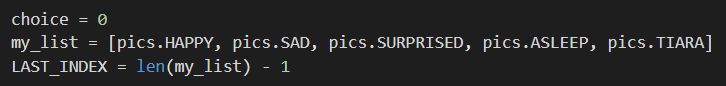 choice = 0
my_list = [pics.HAPPY, pics.SAD, pics.SURPRISED, pics.ASLEEP, pics.TIARA]
LAST_INDEX = len(my_list) - 1